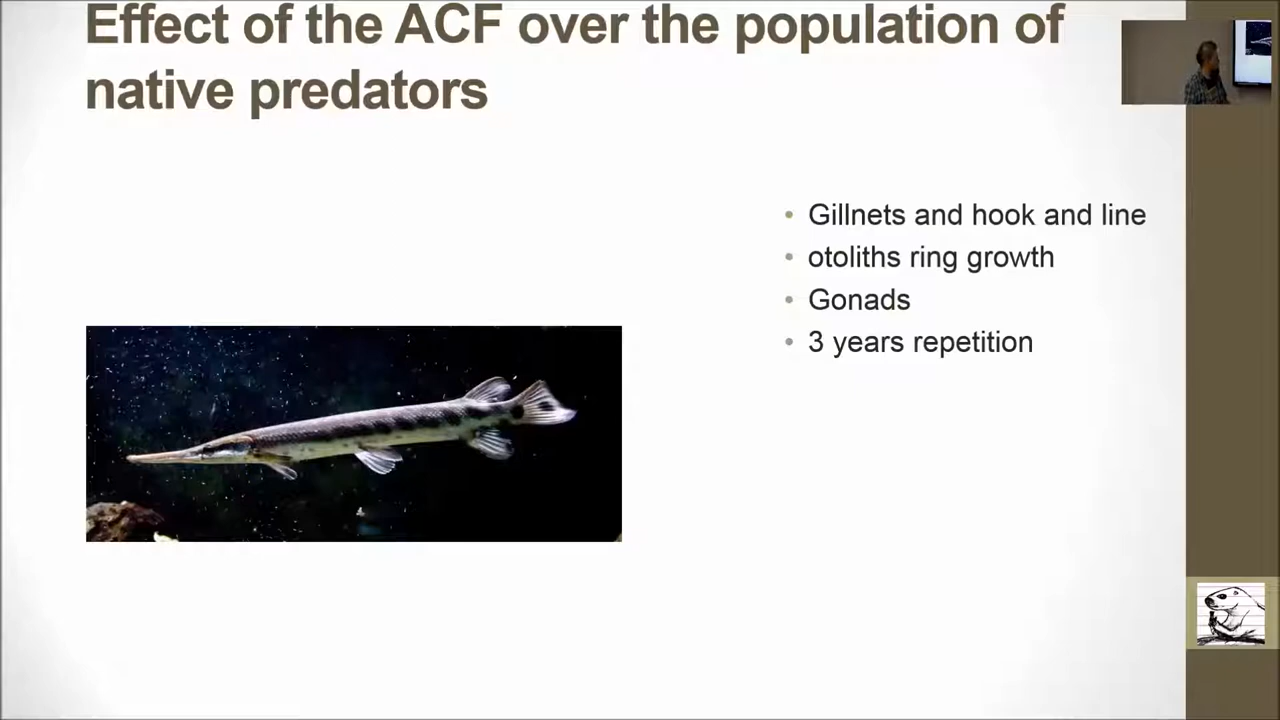 Effect of the ACF over the population of
native predators
• Gillnets and hook and line
• otoliths ring growth
• Gonads
• 3 years repetition